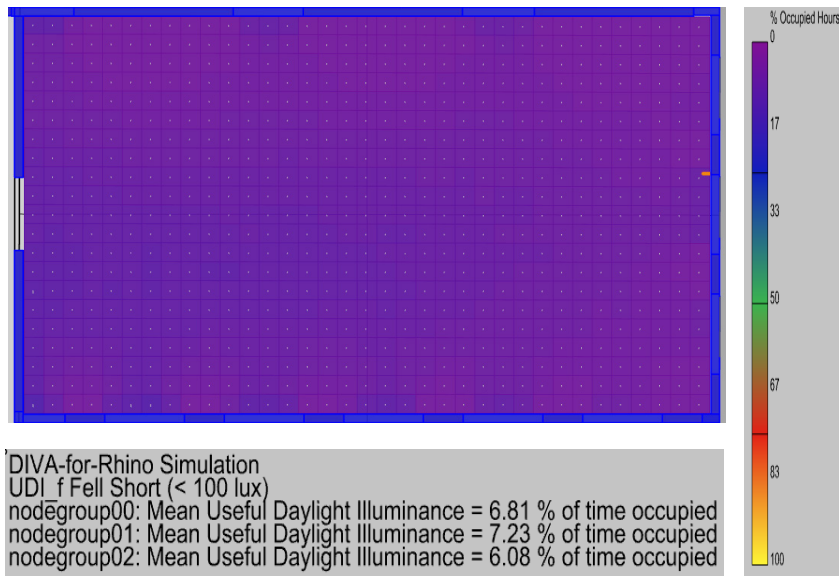 % Occupied Hours
0
17
33
50
67
83
100
'DIVA-for-Rhino Simulation
UDI_f Fell Short (< 100 lux)
nodegroup00: Mean Useful Daylight Illuminance = 6.81 % of time occupied
nodegroup01: Mean Useful Daylight Illuminance = 7.23 % of time occupied
nodegroup02: Mean Useful Daylight Illuminance = 6.08 % of time occupied